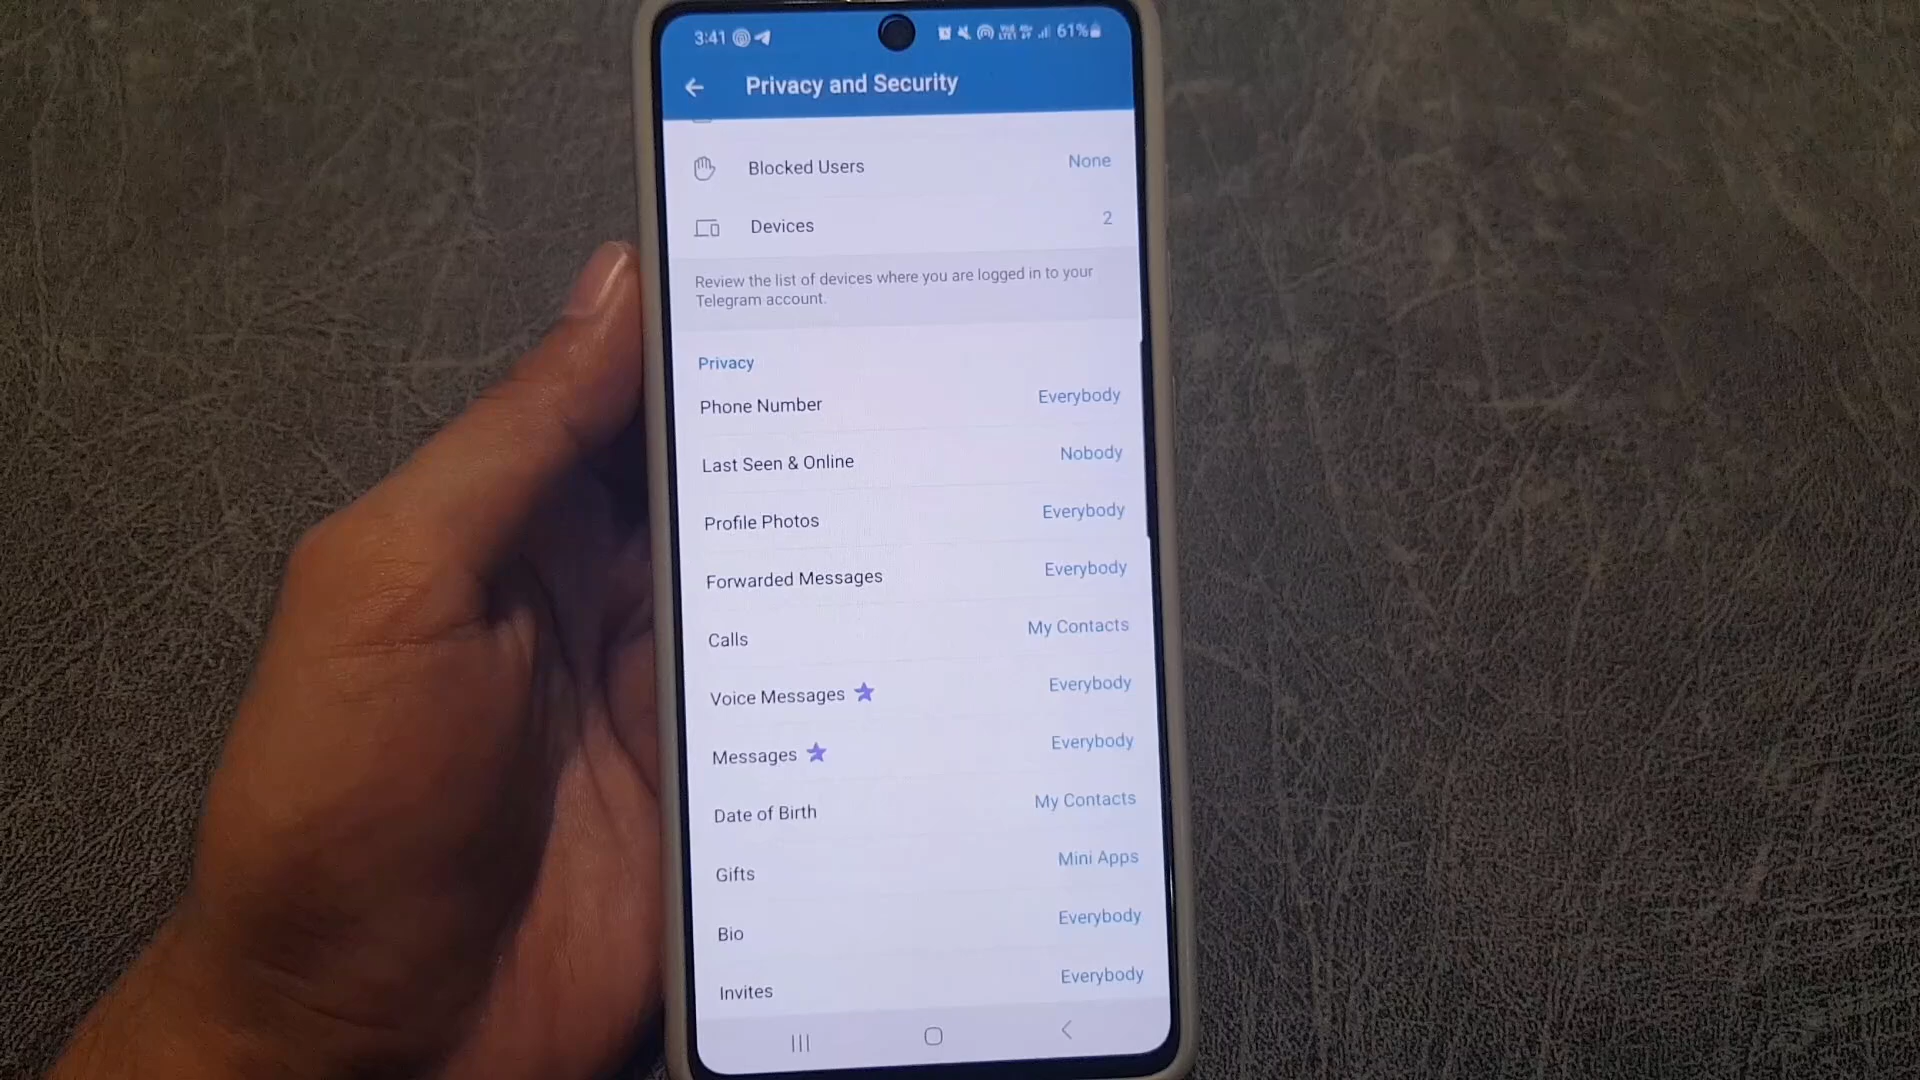 3:41 61%
Privacy and Security
Blocked Users None
Devices 2
Review the list of devices where you are logged in to your
Telegram account.
Privacy
Phone Number Everybody
Last Seen & Online Nobody
Profile Photos Everybody
Forwarded Messages Everybody
Calls My Contacts
Voice Messages Everybody
Messages Everybody
Date of Birth My Contacts
Gifts Mini Apps
Bio Everybody
Invites Everybody